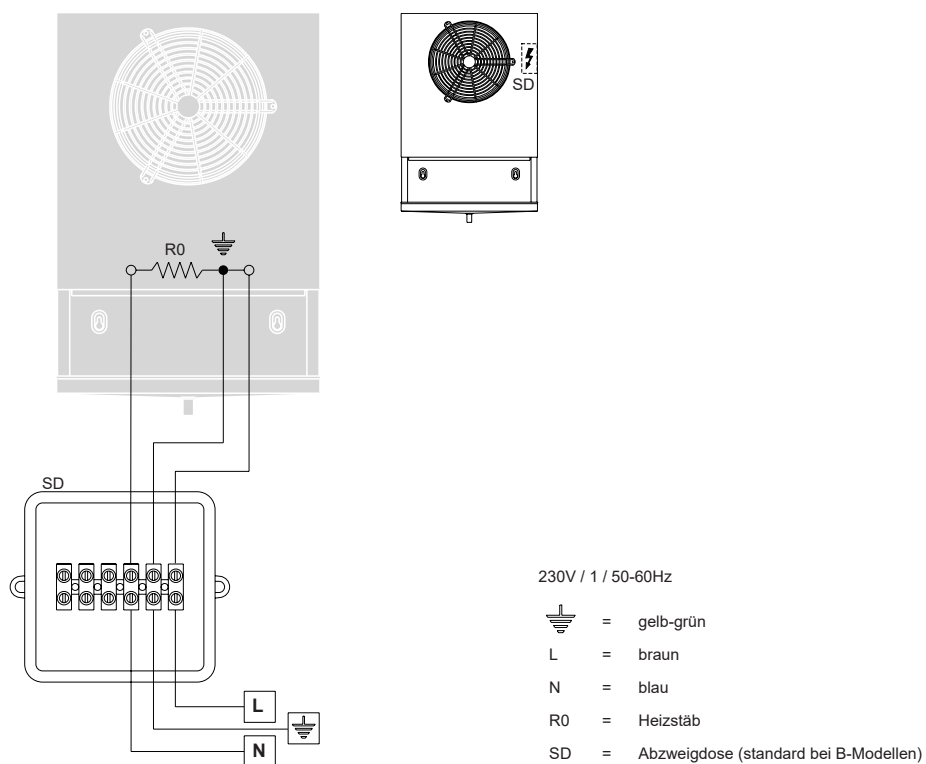 SD
R0
SD
L
N
230V / 1 / 50-60Hz
= gelb-grün
L = braun
N = blau
R0 = Heizstäb
SD = Abzweigdose (standard bei B-Modellen)